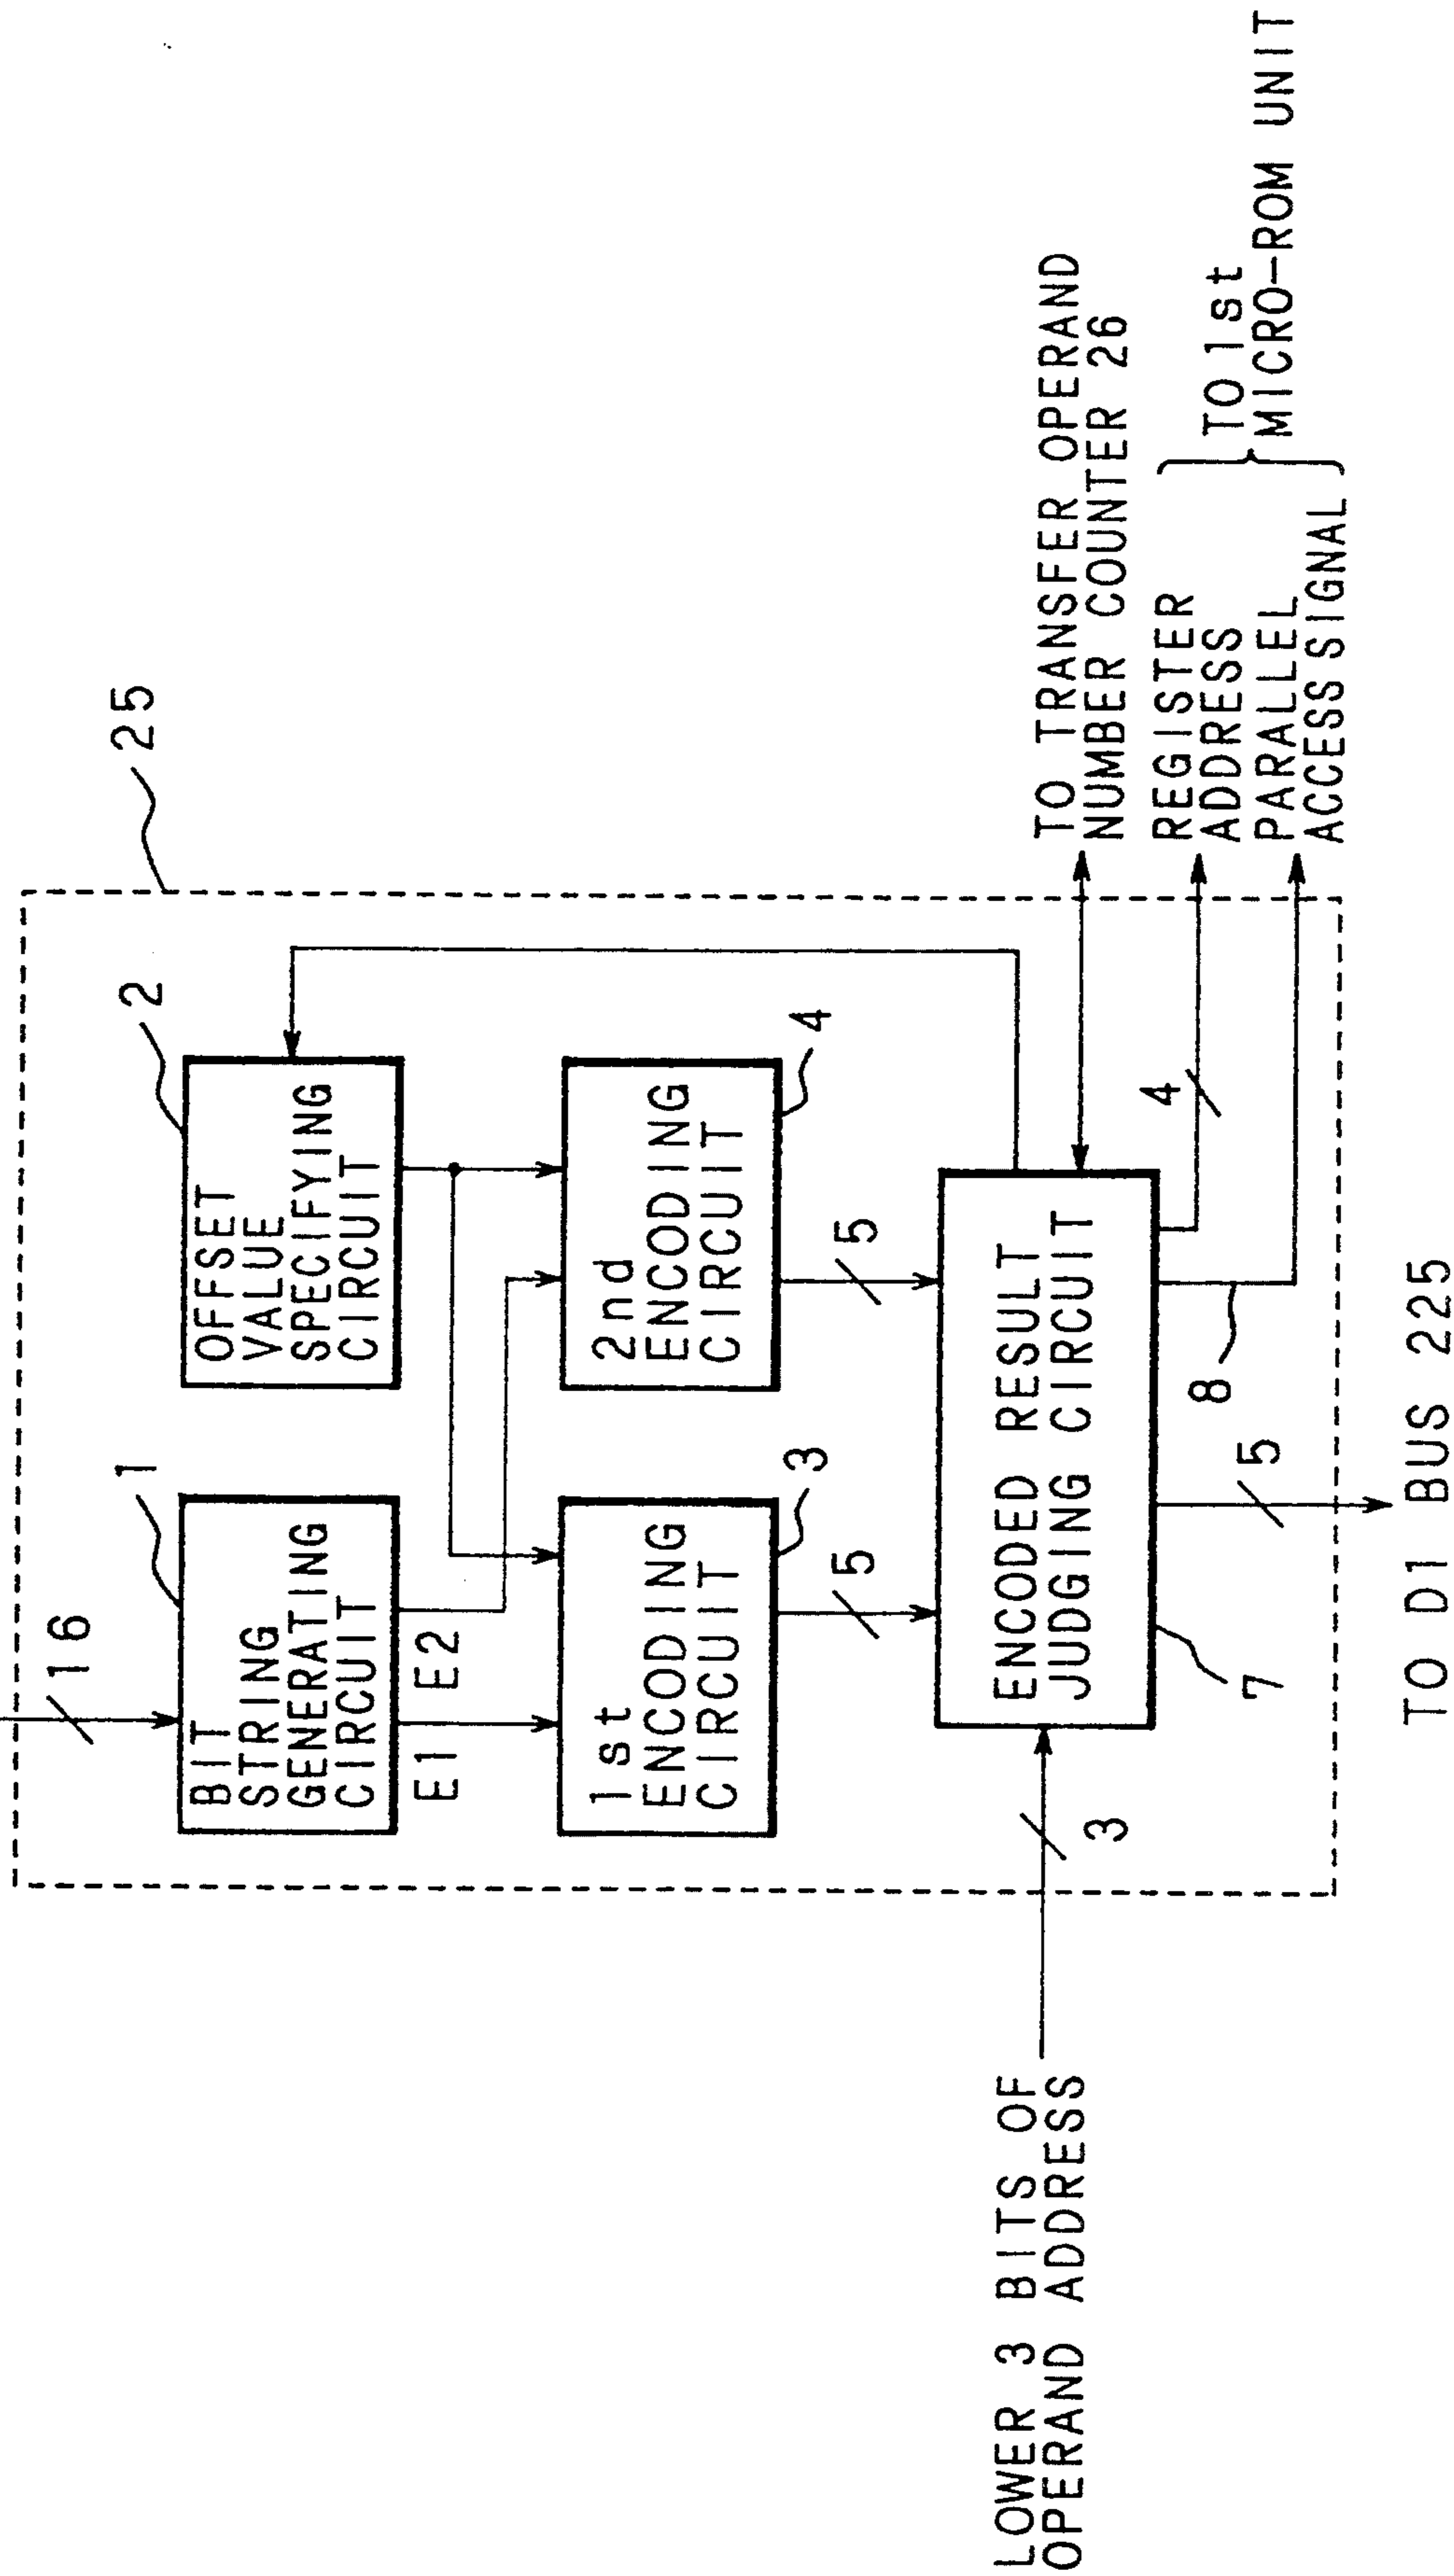 25
16
1
BIT
STRING
GENERATING
CIRCUIT
2
OFFSET
VALUE
SPECIFYING
CIRCUIT
E1
E2
3
1st
ENCODING
CIRCUIT
4
2nd
ENCODING
CIRCUIT
5
5
LOWER 3 BITS OF
OPERAND ADDRESS
3
ENCODED RESULT
JUDGING CIRCUIT
7
8
4
5
TO TRANSFER OPERAND
NUMBER COUNTER 26
REGISTER
ADDRESS
PARALLEL
ACCESS SIGNAL
TO 1st
MICRO-ROM UNIT
TO D1 BUS 225